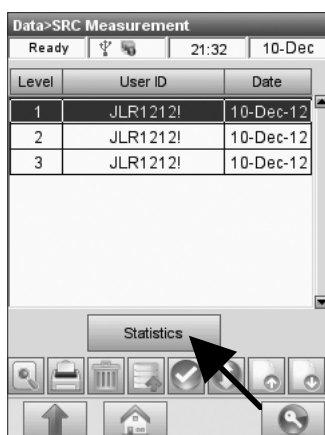 Data>SRC Measurement
Ready 21:32 10-Dec
Level User ID Date
1 JLR1212! 10-Dec-12
2 JLR1212! 10-Dec-12
3 JLR1212! 10-Dec-12
Statistics